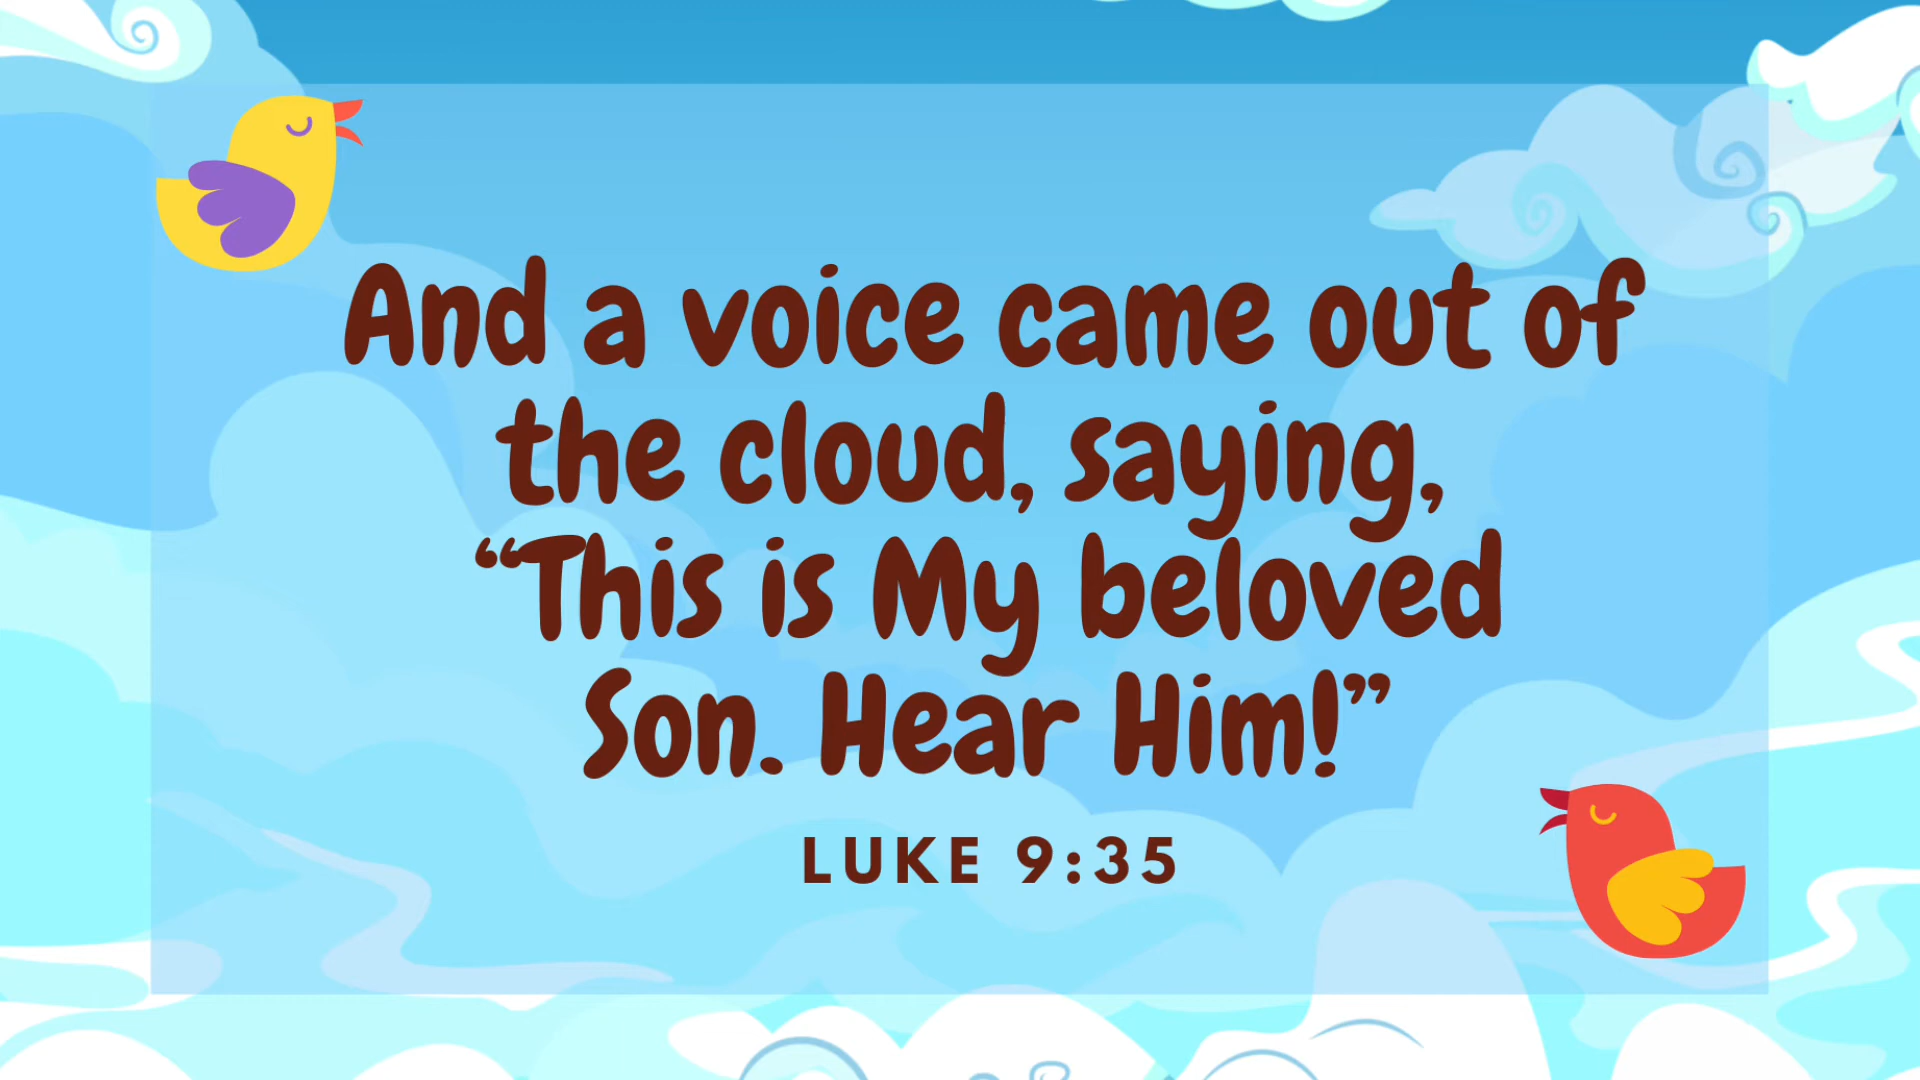 And a voice came out of
the cloud, saying,
“This is My beloved
Son. Hear Him!”
LUKE 9:35